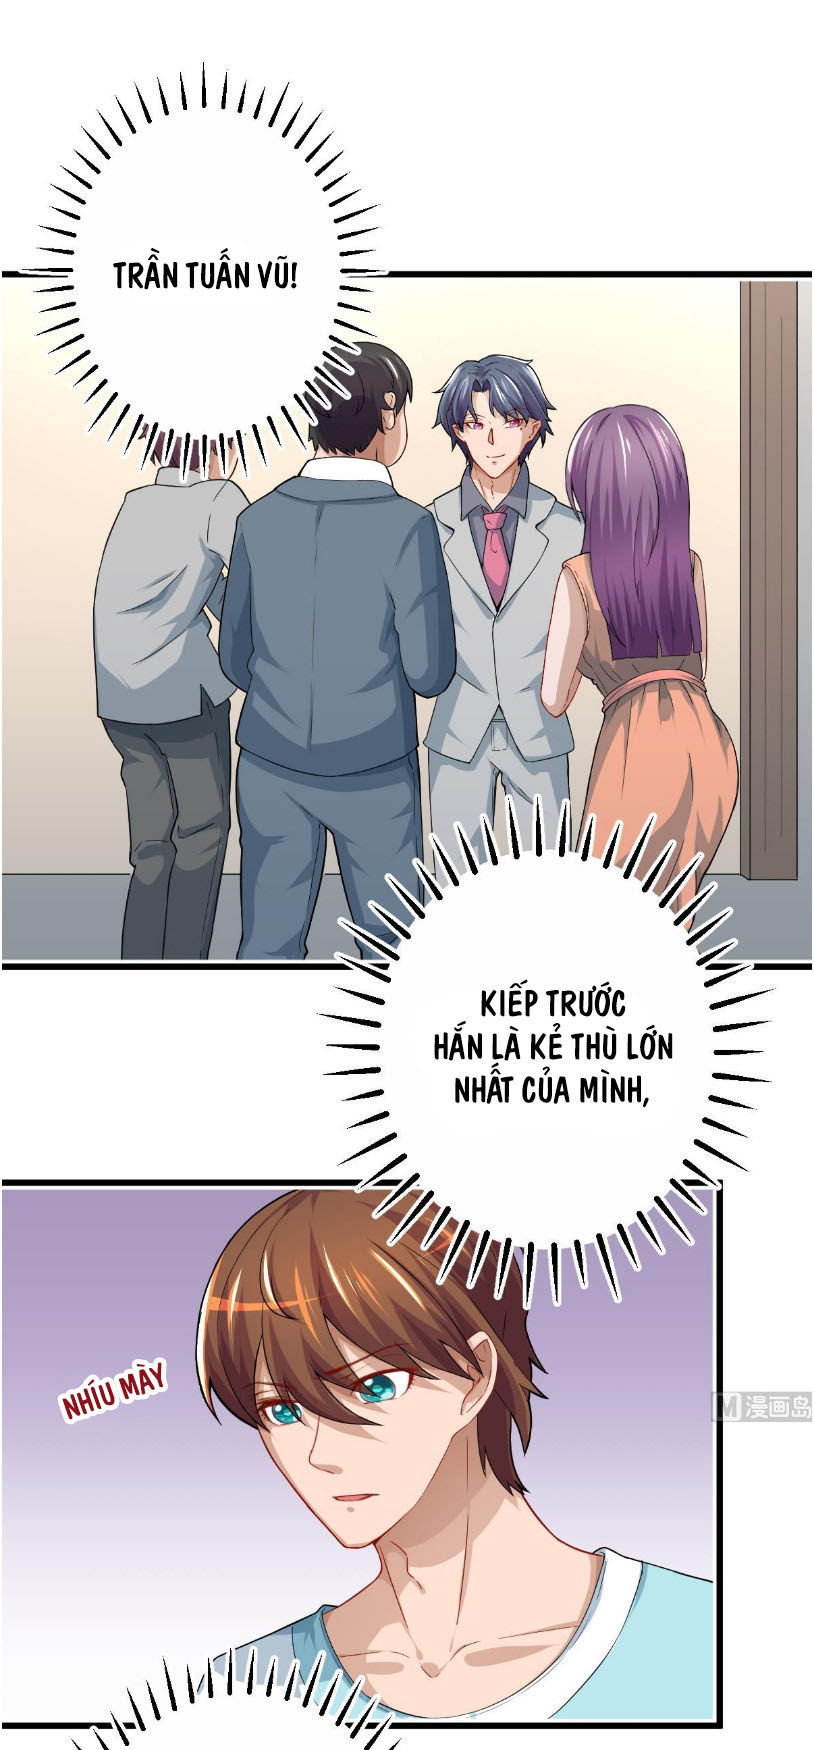 TRẦN TUẤN VŨ!
KIẾP TRƯỚC
HẮN LÀ KẺ THÙ LỚN
NHẤT CỦA MÌNH,
NHÍU MÀY
M 漫画岛